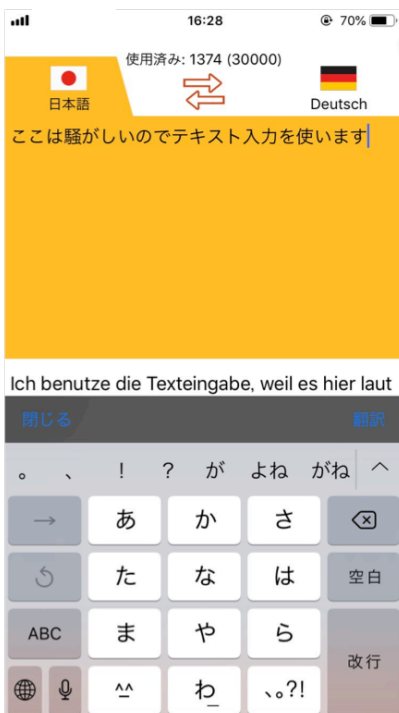 16:28
70%
使用済み: 1374 (30000)
日本語
Deutsch
ここは騒がしいのでテキスト入力を使います
Ich benutze die Texteingabe, weil es hier laut
閉じる
翻訳
。 、 ! ? が よね がね
→ あ か さ
た な は 空白
ABC ま や ら
改行
^^ わ_ 、。?!